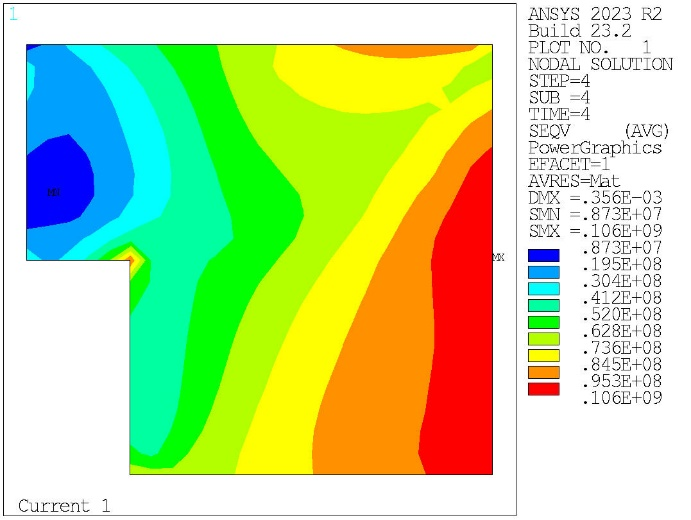 1
ANSYS 2023 R2
Build 23.2
PLOT NO. 1
NODAL SOLUTION
STEP=4
SUB =4
TIME=4
SEQV (AVG)
PowerGraphics
EFACET=1
AVRES=Mat
DMX =.356E-03
SMN =.873E+07
SMX =.106E+09
.873E+07
.195E+08
.304E+08
.412E+08
.520E+08
.628E+08
.736E+08
.845E+08
.953E+08
.106E+09
MN
MX
Current 1